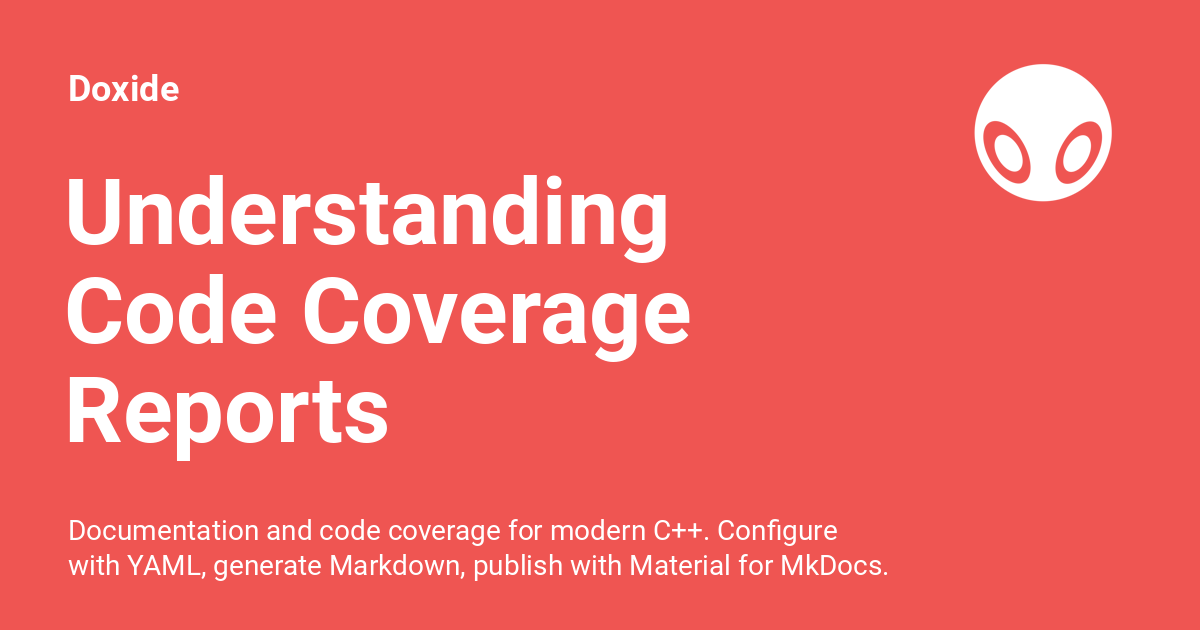 Doxide
Understanding
Code Coverage
Reports
Documentation and code coverage for modern C++. Configure
with YAML, generate Markdown, publish with Material for MkDocs.